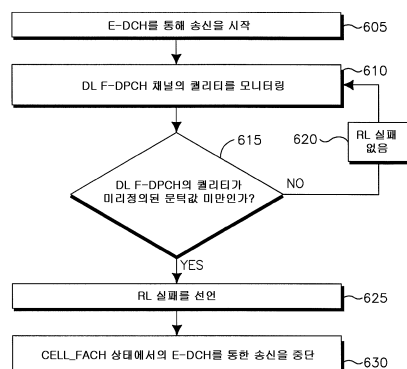 E-DCH를 통해 송신을 시작
605
610
DL F-DPCH 채널의 퀄리티를 모니터링
615
620
RL 실패
없음
DL F-DPCH의 퀄리티가
미리정의된 문턱값 미만인가?
NO
YES
RL 실패를 선언
625
CELL_FACH 상태에서의 E-DCH를 통한 송신을 중단
630